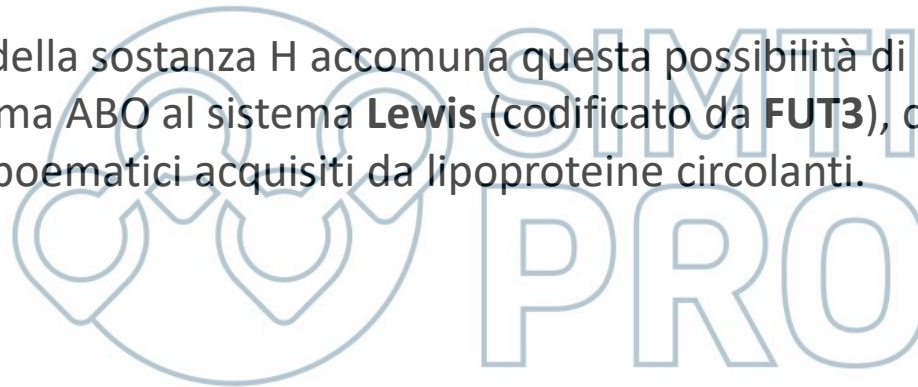 della sostanza H accomuna questa possibilità di
ma ABO al sistema Lewis (codificato da FUT3),
poematici acquisiti da lipoproteine circolanti.
SIMTI
PRO